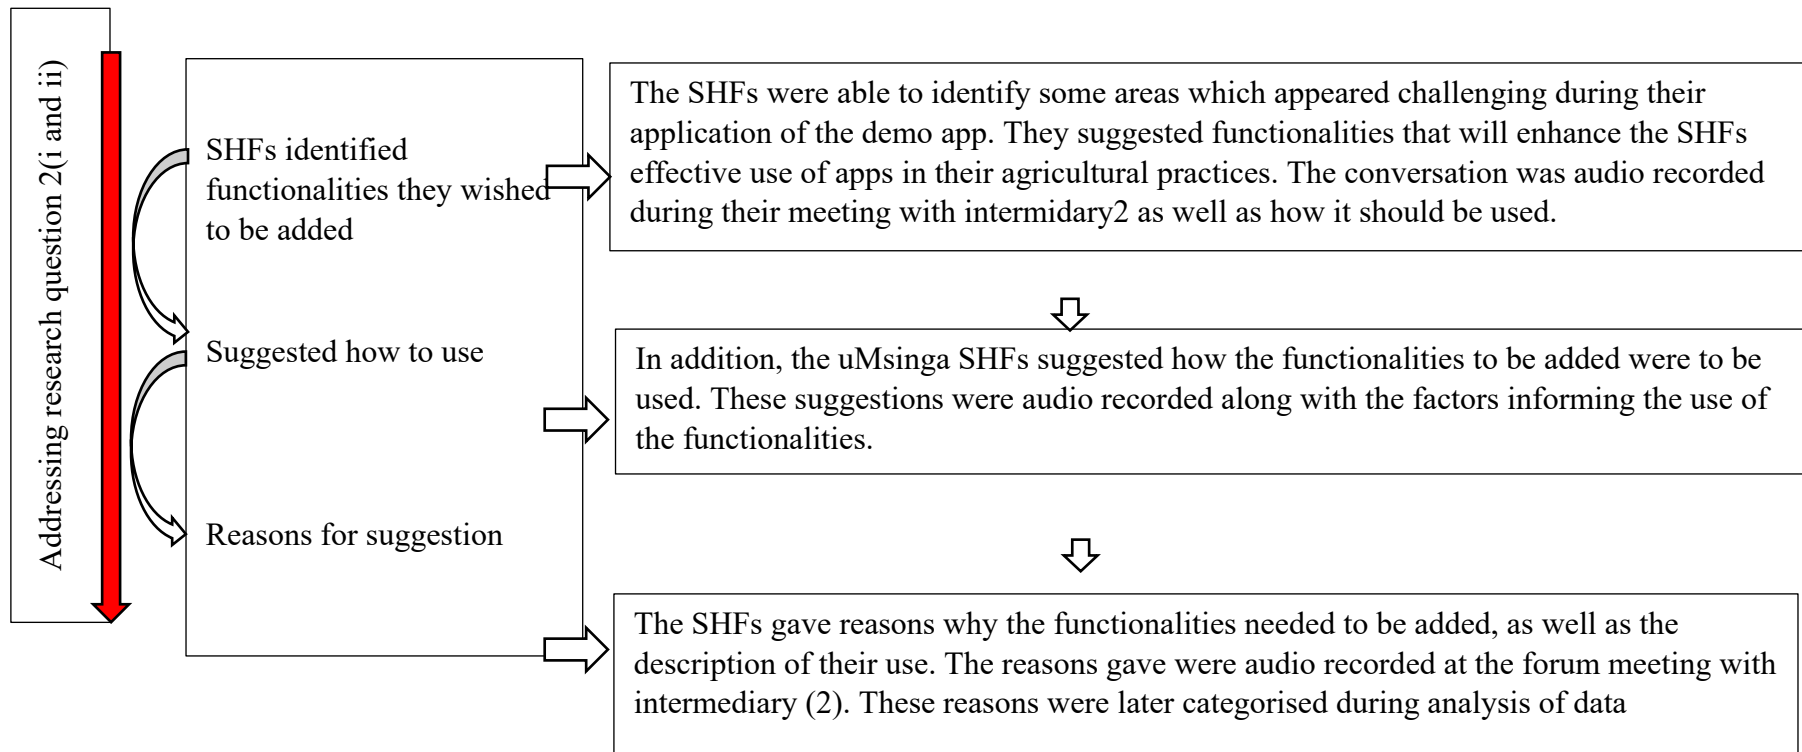 Addressing research question 2(i and ii)
SHFs identified
functionalities they wished
to be added
Suggested how to use
Reasons for suggestion
The SHFs were able to identify some areas which appeared challenging during their
application of the demo app. They suggested functionalities that will enhance the SHFs
effective use of apps in their agricultural practices. The conversation was audio recorded
during their meeting with intermidary2 as well as how it should be used.
In addition, the uMsinga SHFs suggested how the functionalities to be added were to be
used. These suggestions were audio recorded along with the factors informing the use of
the functionalities.
The SHFs gave reasons why the functionalities needed to be added, as well as the
description of their use. The reasons gave were audio recorded at the forum meeting with
intermediary (2). These reasons were later categorised during analysis of data